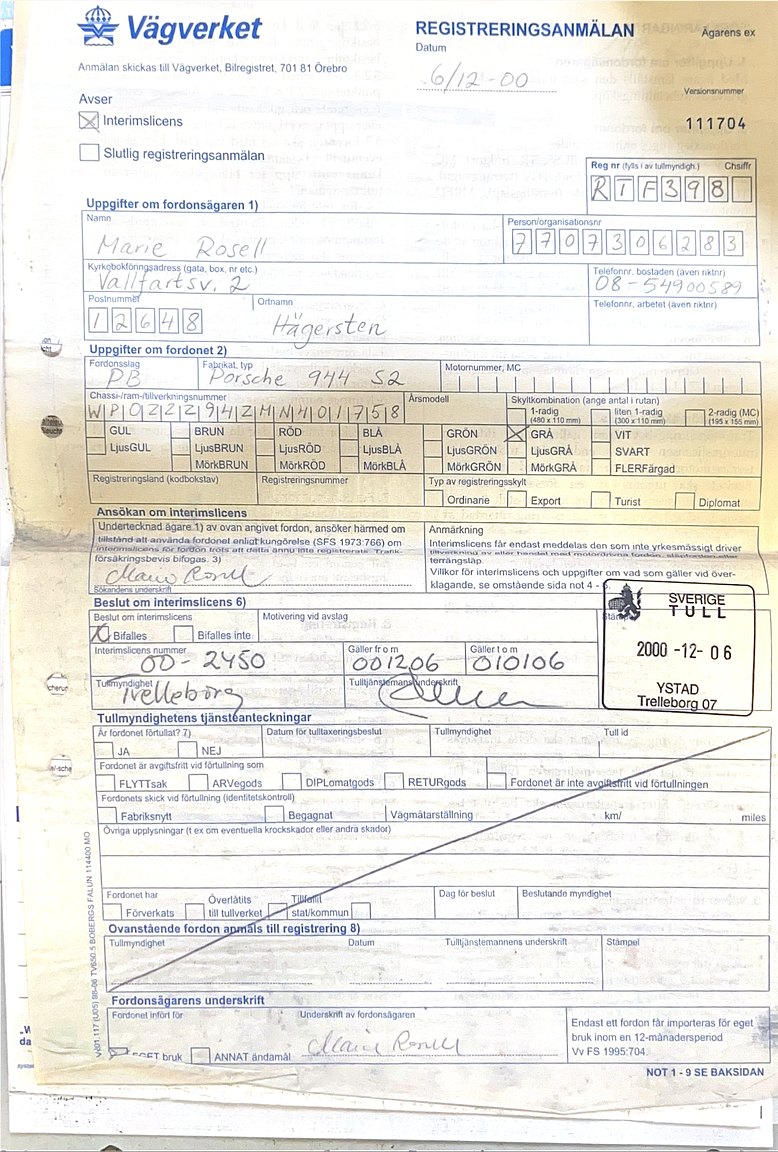 Vägverket
REGISTRERINGSANMÄLAN
Ägarens ex
Datum
6/12-00
Anmälan skickas till Vägverket, Bilregistret, 701 81 Örebro
Versionsnummer
111704
Avser
Interimslicens
Slutlig registreringsanmälan
Reg nr (fylls i av tullmyndigh.) Chsiffr
RTF398
Uppgifter om fordonsägaren 1)
Namn
Marie Rosell
Person/organisationsnr
7707306283
Kyrkobokföringsadress (gata, box, nr etc.)
Vallfartsv. 2
Telefonnr. bostaden (även riktnr)
08-54900589
Postnummer
12648
Ortnamn
Hägersten
Telefonnr, arbetet (även riktnr)
Uppgifter om fordonet 2)
Fordonsslag
PB
Fabrikat, typ
Porsche 944 S2
Motornummer, MC
Chassi-/ram-/tillverkningsnummer
WP0ZZZ94ZMN401758
Årsmodell
Skyltkombination (ange antal i rutan)
1-radig (480 x 110 mm)
liten 1-radig (300 x 110 mm)
2-radig (MC) (195 x 155 mm)
GUL BRUN RÖD BLÅ GRÖN GRÅ VIT
LjusGUL LjusBRUN LjusRÖD LjusBLÅ LjusGRÖN LjusGRÅ SVART
MörkBRUN MörkRÖD MörkBLÅ MörkGRÖN MörkGRÅ FLERFärgad
Registreringsland (kodbokstav)
Registreringsnummer
Typ av registreringsskylt
Ordinarie Export Turist Diplomat
Ansökan om interimslicens
Undertecknad ägare 1) av ovan angivet fordon, ansöker härmed om
tillstånd att använda fordonet enligt kungörelse (SFS 1973:766) om
interimslicens för fordon trots att detta ännu inte registrerats. Trafik-
försäkringsbevis bifogas. 3)
Marie Rosell
Sökandens underskrift
Anmärkning
Interimslicens får endast meddelas den som inte yrkesmässigt driver
tillverkning av eller handel med motordrivna fordon, släpfordon eller
terrängsläp.
Villkor för interimslicens och uppgifter om vad som gäller vid över-
klagande, se omstående sida not 4 -
Beslut om interimslicens 6)
Beslut om interimslicens
Bifalles Bifalles inte
Motivering vid avslag
Interimslicens nummer
00-2450
Gäller fr o m
001206
Gäller t o m
010106
Tullmyndighet
Trelleborg
Tulltjänstemans underskrift
SVERIGE
TULL
2000-12-06
YSTAD
Trelleborg 07
Tullmyndighetens tjänsteanteckningar
Är fordonet förtullat? 7)
JA NEJ
Datum för tulltaxeringsbeslut
Tullmyndighet
Tull id
Fordonet är avgiftsfritt vid förtullning som
FLYTTsak ARVegods DIPLomatgods RETURgods Fordonet är inte avgiftsfritt vid förtullningen
Fordonets skick vid förtullning (identitetskontroll)
Fabriksnytt Begagnat Vägmätarställning km/ miles
Övriga upplysningar (t ex om eventuella krockskador eller andra skador)
Fordonet har
Förverkats
Överlåtits till tullverket
Tillfallit stat/kommun
Dag för beslut
Beslutande myndighet
Ovanstående fordon anmäls till registrering 8)
Tullmyndighet
Datum
Tulltjänstemannens underskrift
Stämpel
Fordonsägarens underskrift
Fordonet infört för
EGET bruk ANNAT ändamål
Underskrift av fordonsägaren
Marie Rosell
Endast ett fordon får importeras för eget
bruk inom en 12-månadersperiod
Vv FS 1995:704.
NOT 1 - 9 SE BAKSIDAN